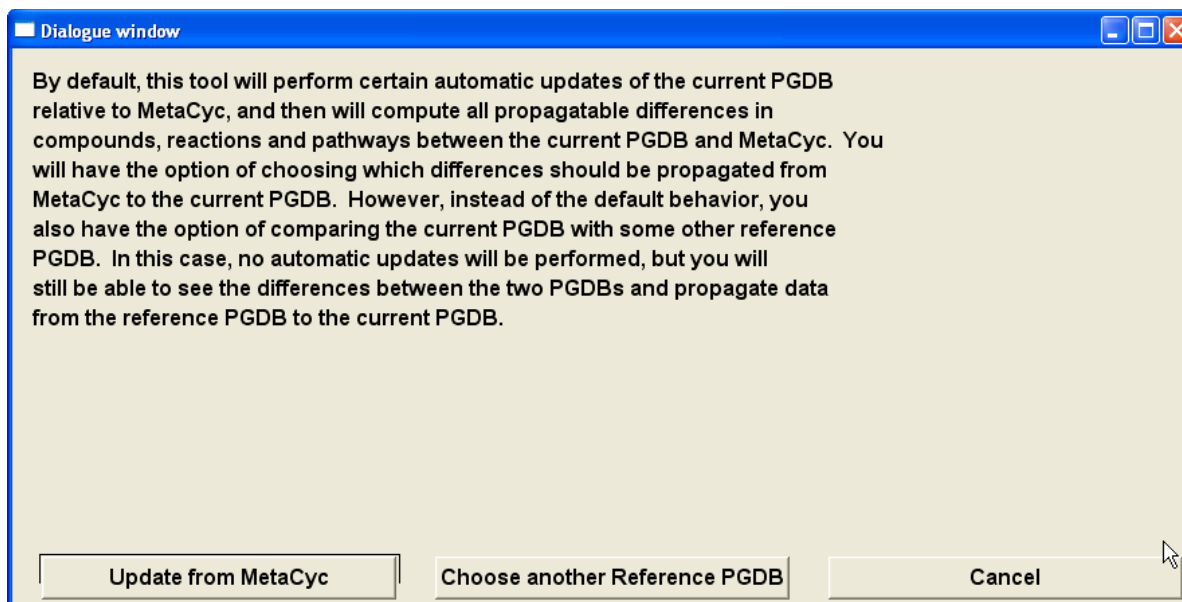 Dialogue window
By default, this tool will perform certain automatic updates of the current PGDB
relative to MetaCyc, and then will compute all propagatable differences in
compounds, reactions and pathways between the current PGDB and MetaCyc.  You
will have the option of choosing which differences should be propagated from
MetaCyc to the current PGDB.  However, instead of the default behavior, you
also have the option of comparing the current PGDB with some other reference
PGDB.  In this case, no automatic updates will be performed, but you will
still be able to see the differences between the two PGDBs and propagate data
from the reference PGDB to the current PGDB.
Update from MetaCyc
Choose another Reference PGDB
Cancel